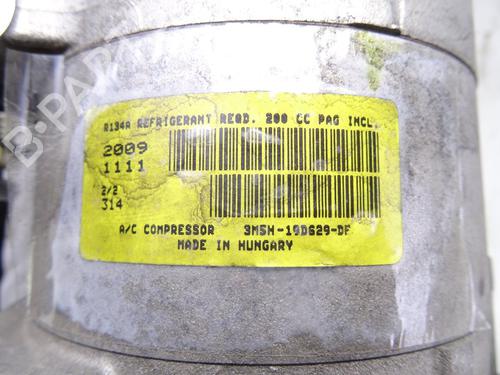 R134A REFRIGERANT REQD. 200 CC PAG INCL.
2009
1111
2/2
314
A/C COMPRESSOR 3M5H-19D629-DF
MADE IN HUNGARY
B-PARTS